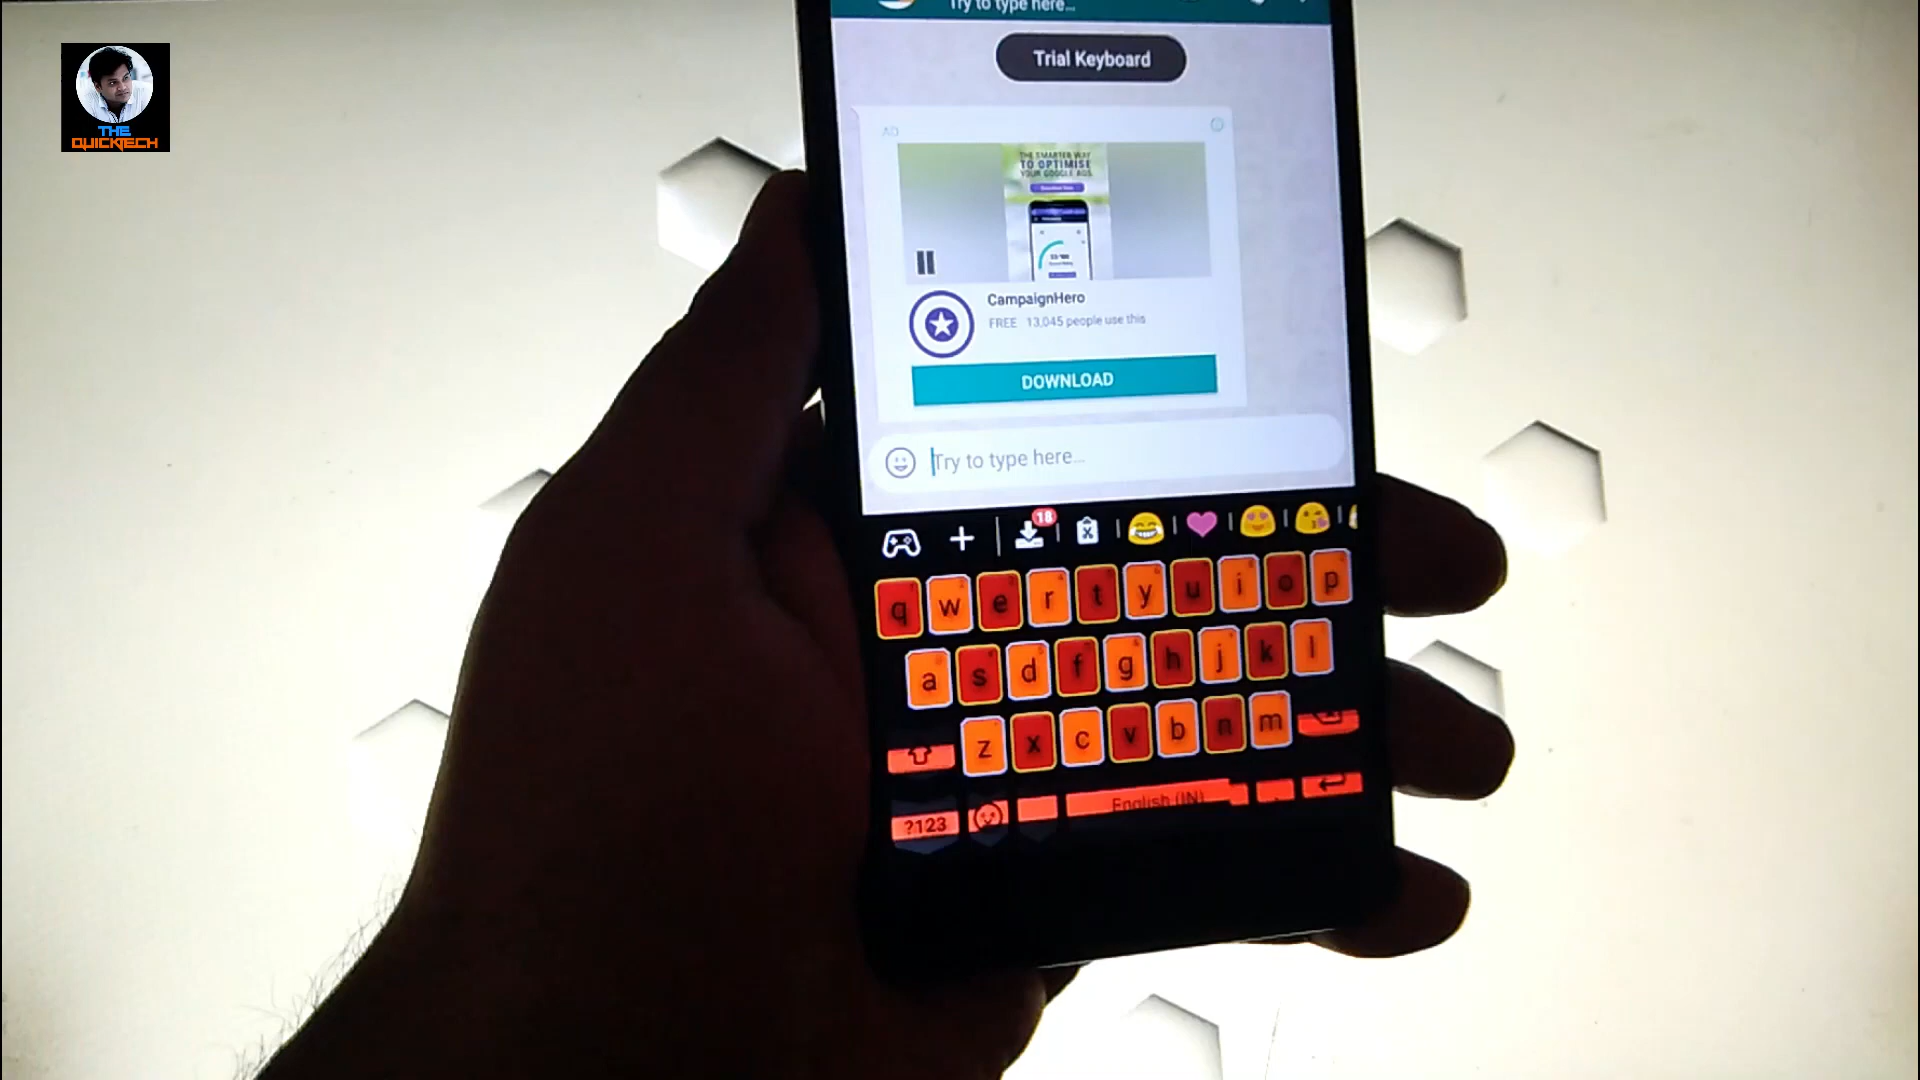 THE
QUICKTECH
Try to type here...
Trial Keyboard
AD
THE SMARTER WAY
TO OPTIMISE
YOUR GOOGLE ADS
CampaignHero
FREE 13,045 people use this
DOWNLOAD
Try to type here...
18
q w e r t y u i o p
a s d f g h j k l
z x c v b n m
?123 English (IN)